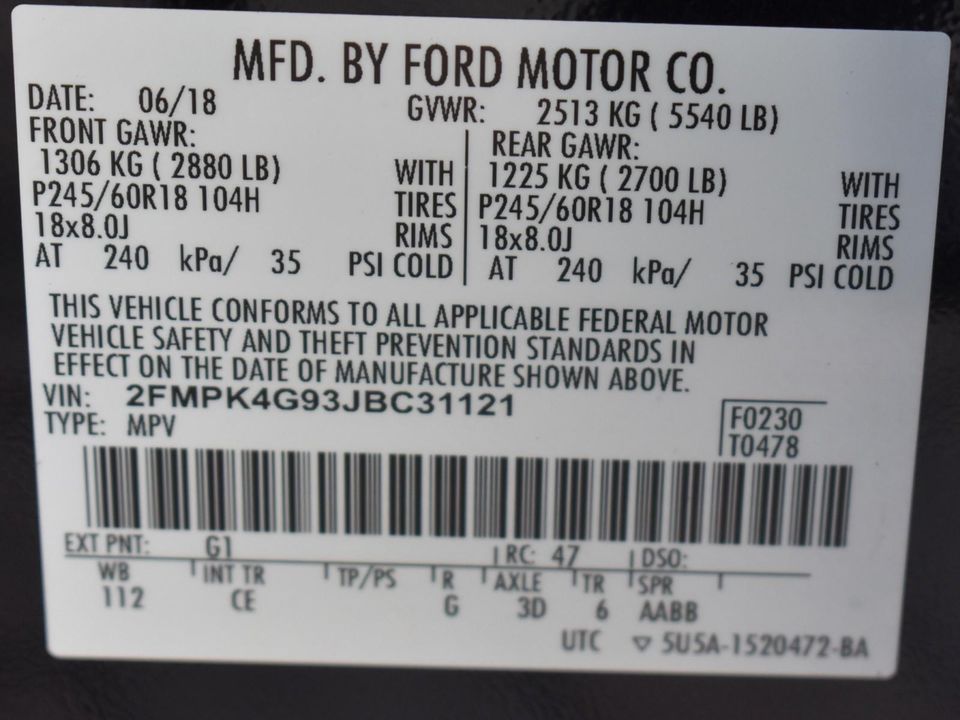 MFD. BY FORD MOTOR CO.
DATE: 06/18 GVWR: 2513 KG ( 5540 LB)
FRONT GAWR: REAR GAWR:
1306 KG ( 2880 LB) WITH 1225 KG ( 2700 LB) WITH
P245/60R18 104H TIRES P245/60R18 104H TIRES
18x8.0J RIMS 18x8.0J RIMS
AT 240 kPa/ 35 PSI COLD AT 240 kPa/ 35 PSI COLD
THIS VEHICLE CONFORMS TO ALL APPLICABLE FEDERAL MOTOR
VEHICLE SAFETY AND THEFT PREVENTION STANDARDS IN
EFFECT ON THE DATE OF MANUFACTURE SHOWN ABOVE.
VIN: 2FMPK4G93JBC31121
TYPE: MPV
F0230
T0478
EXT PNT: G1 RC: 47 DSO:
WB INT TR TP/PS R AXLE TR SPR
112 CE G 3D 6 AABB
UTC ▽ 5U5A-1520472-BA